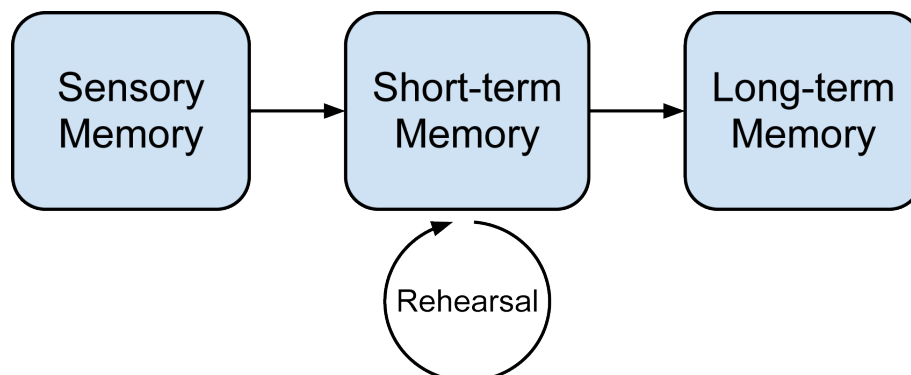 Sensory
Memory
Short-term
Memory
Long-term
Memory
Rehearsal